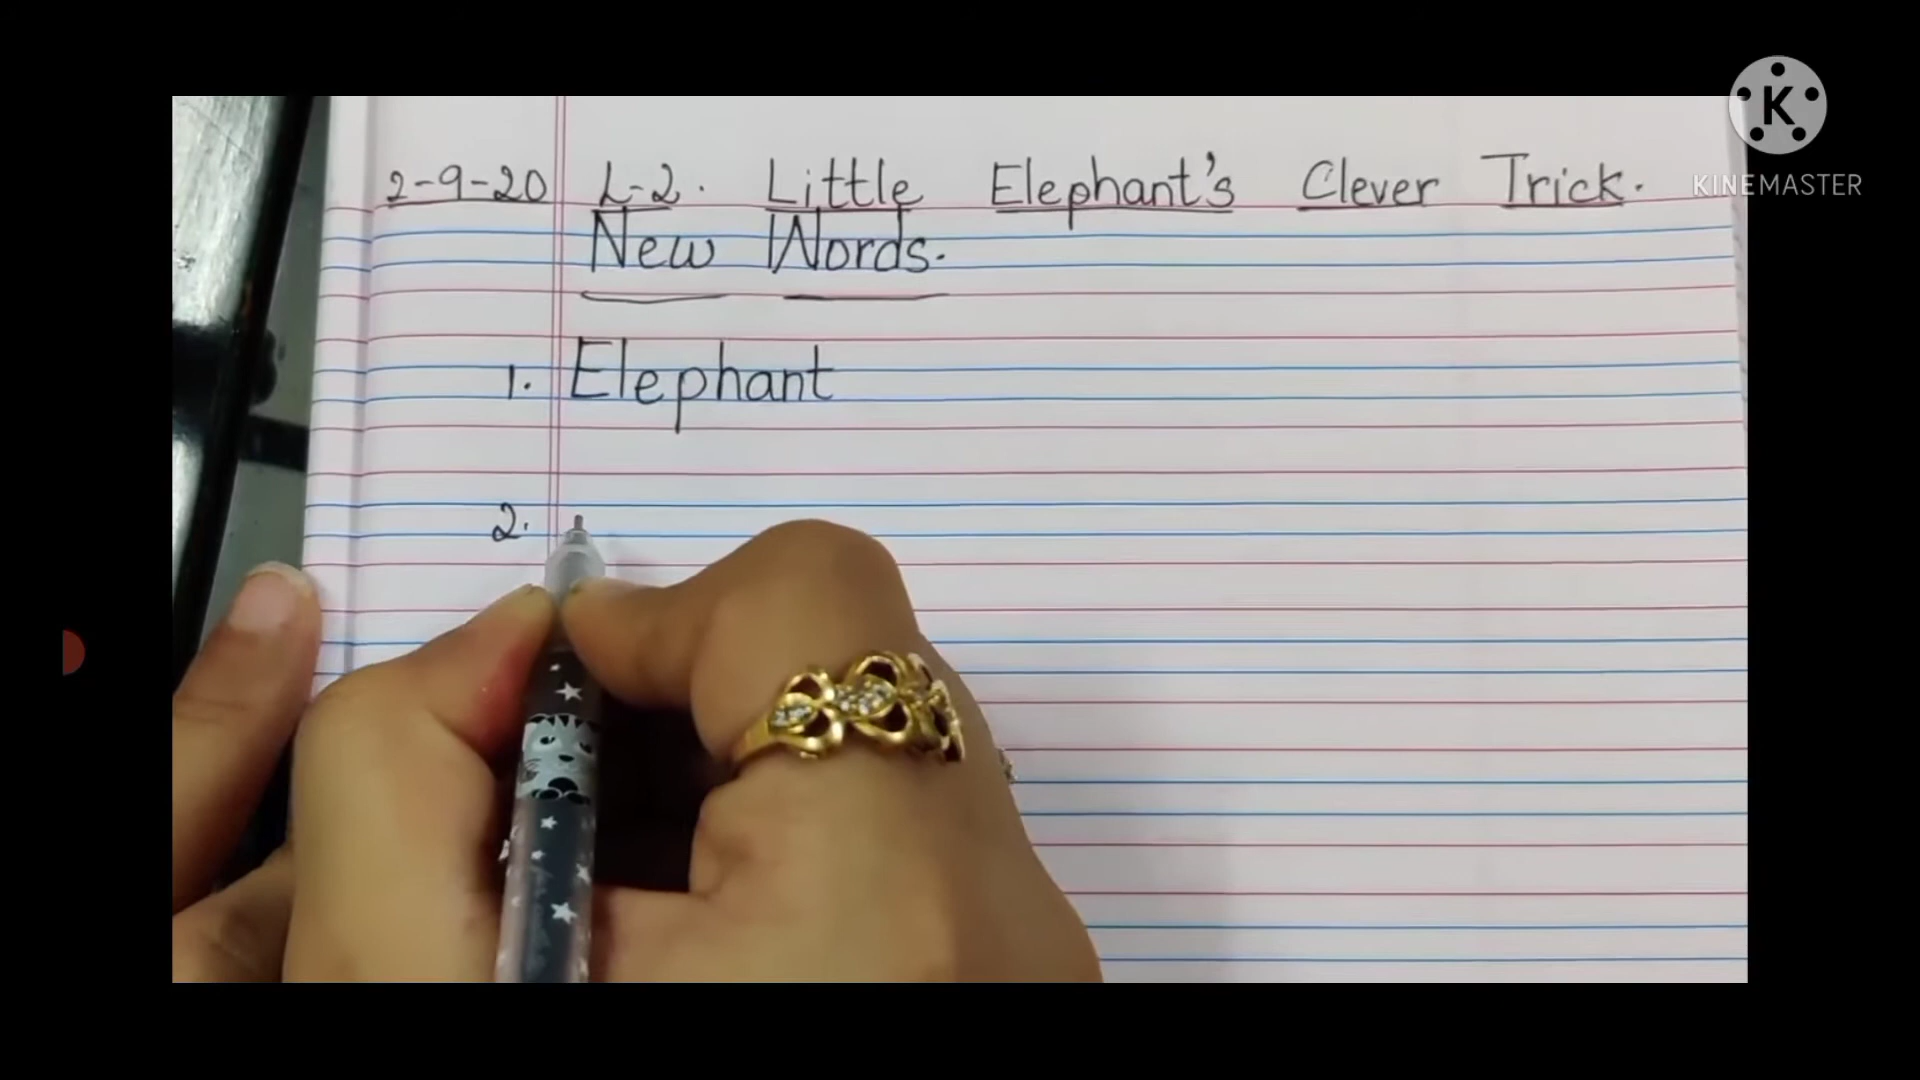 2-9-20 L-2. Little Elephant's Clever Trick.
New Words.
1. Elephant
2.
K
KINEMASTER